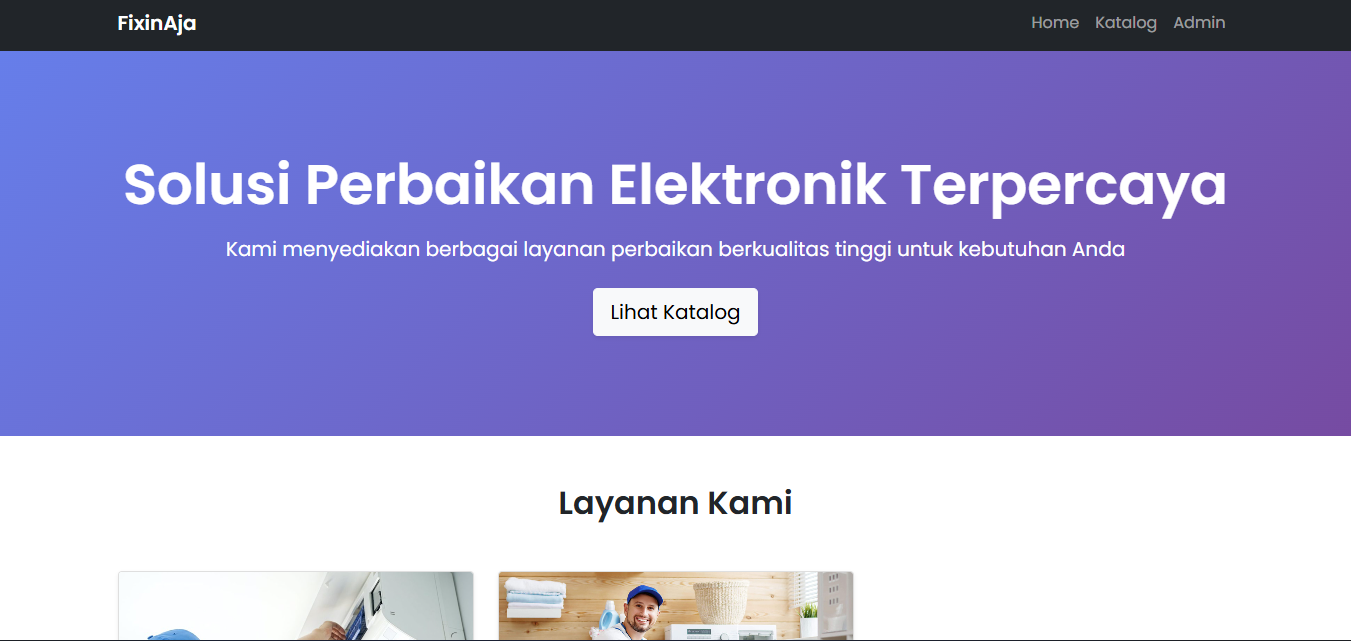 FixinAja
Home Katalog Admin
Solusi Perbaikan Elektronik Terpercaya
Kami menyediakan berbagai layanan perbaikan berkualitas tinggi untuk kebutuhan Anda
Lihat Katalog
Layanan Kami